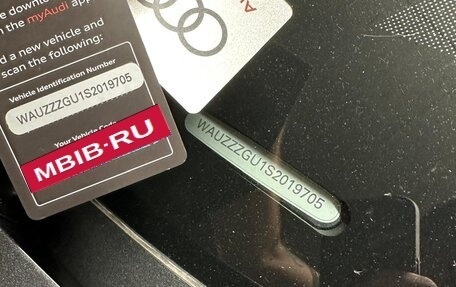 e downlo
n the myAudi app
d a new vehicle and
scan the following:
Vehicle Identification Number
WAUZZZGU1S2019705
Your Vehicle Code
MBIB·RU
A
WAUZZZGU1S2019705